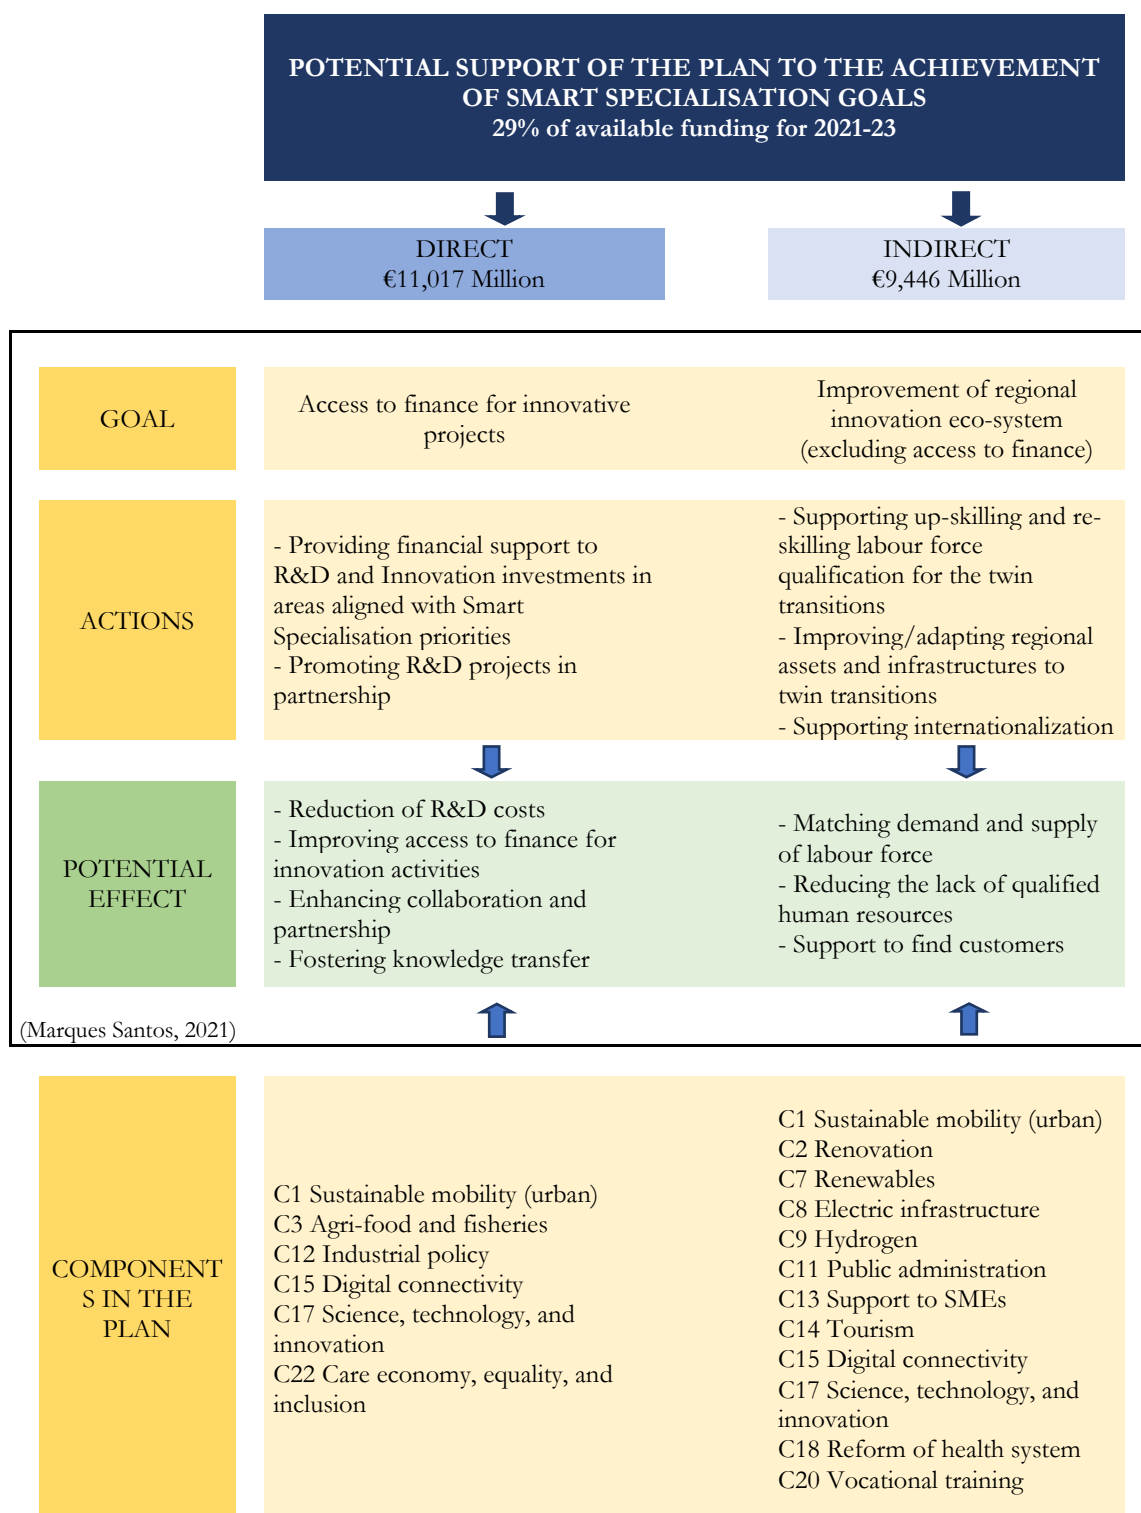 POTENTIAL SUPPORT OF THE PLAN TO THE ACHIEVEMENT
OF SMART SPECIALISATION GOALS
29% of available funding for 2021-23
DIRECT
€11,017 Million
INDIRECT
€9,446 Million
GOAL
Access to finance for innovative
projects
Improvement of regional
innovation eco-system
(excluding access to finance)
ACTIONS
- Providing financial support to
R&D and Innovation investments in
areas aligned with Smart
Specialisation priorities
- Promoting R&D projects in
partnership
- Supporting up-skilling and re-
skilling labour force
qualification for the twin
transitions
- Improving/adapting regional
assets and infrastructures to
twin transitions
- Supporting internationalization
POTENTIAL
EFFECT
- Reduction of R&D costs
- Improving access to finance for
innovation activities
- Enhancing collaboration and
partnership
- Fostering knowledge transfer
- Matching demand and supply
of labour force
- Reducing the lack of qualified
human resources
- Support to find customers
(Marques Santos, 2021)
COMPONENT
S IN THE
PLAN
C1 Sustainable mobility (urban)
C3 Agri-food and fisheries
C12 Industrial policy
C15 Digital connectivity
C17 Science, technology, and
innovation
C22 Care economy, equality, and
inclusion
C1 Sustainable mobility (urban)
C2 Renovation
C7 Renewables
C8 Electric infrastructure
C9 Hydrogen
C11 Public administration
C13 Support to SMEs
C14 Tourism
C15 Digital connectivity
C17 Science, technology, and
innovation
C18 Reform of health system
C20 Vocational training